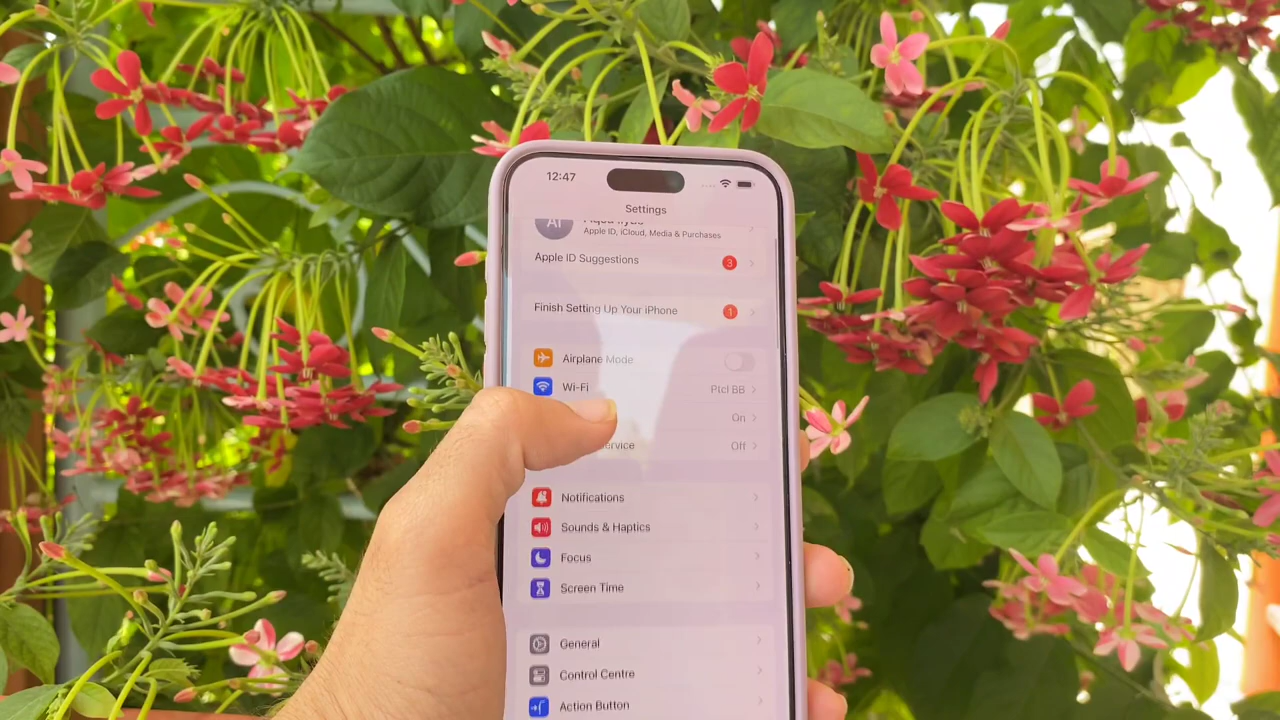 12:47
Settings
Apple ID, iCloud, Media & Purchases
Apple ID Suggestions 3
Finish Setting Up Your iPhone 1
Airplane Mode
Wi-Fi Ptcl BB
On
Off
Notifications
Sounds & Haptics
Focus
Screen Time
General
Control Centre
Action Button